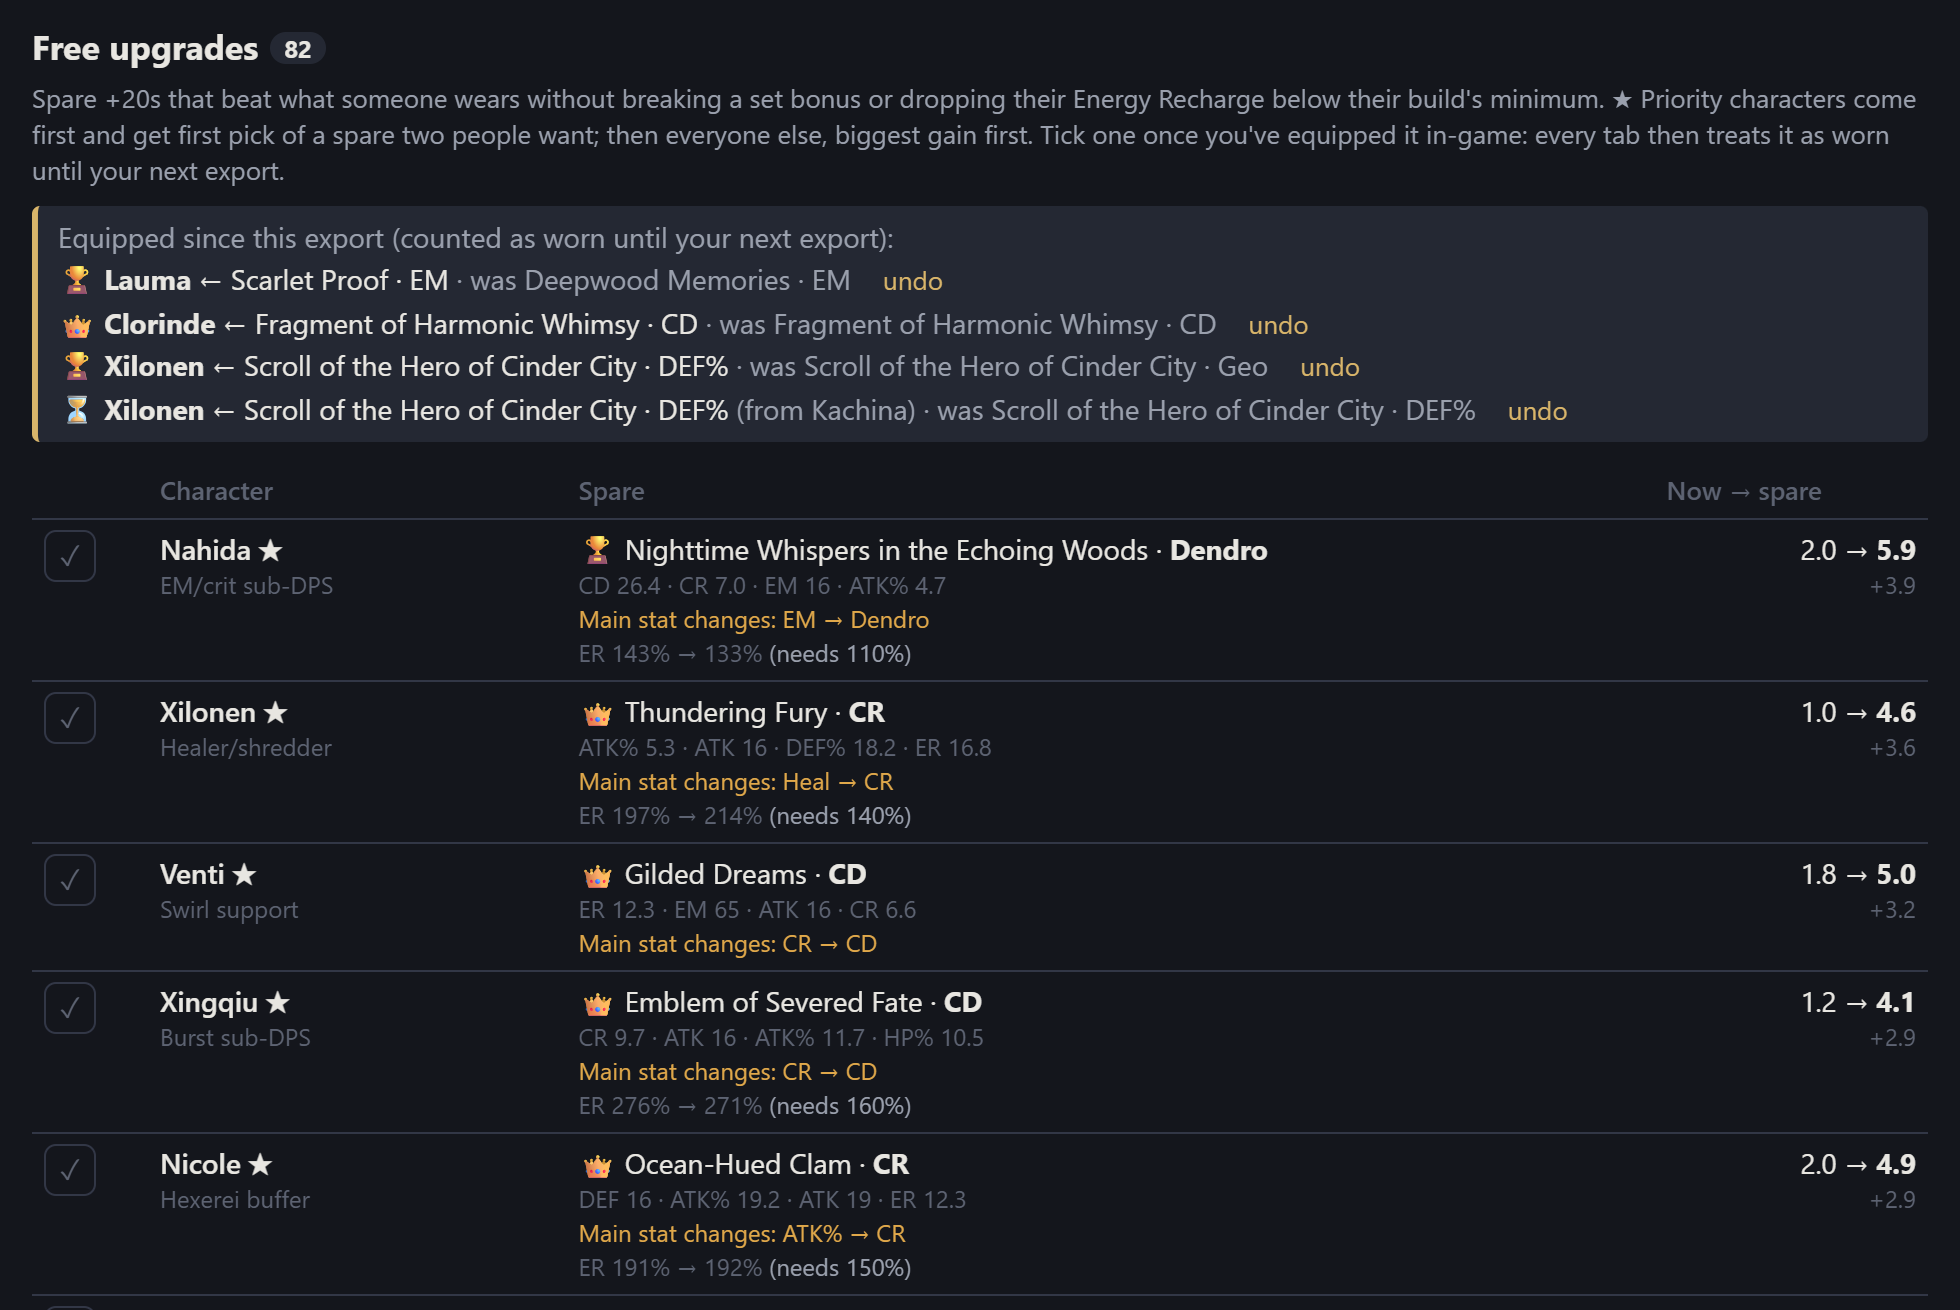 Free upgrades 82
Spare +20s that beat what someone wears without breaking a set bonus or dropping their Energy Recharge below their build's minimum. ★ Priority characters come
first and get first pick of a spare two people want; then everyone else, biggest gain first. Tick one once you've equipped it in-game: every tab then treats it as worn
until your next export.
Equipped since this export (counted as worn until your next export):
🏆 Lauma ← Scarlet Proof · EM · was Deepwood Memories · EM undo
👑 Clorinde ← Fragment of Harmonic Whimsy · CD · was Fragment of Harmonic Whimsy · CD undo
🏆 Xilonen ← Scroll of the Hero of Cinder City · DEF% · was Scroll of the Hero of Cinder City · Geo undo
⏳ Xilonen ← Scroll of the Hero of Cinder City · DEF% (from Kachina) · was Scroll of the Hero of Cinder City · DEF% undo
Character Spare Now → spare
✓ Nahida ★ 🏆 Nighttime Whispers in the Echoing Woods · Dendro 2.0 → 5.9
EM/crit sub-DPS CD 26.4 · CR 7.0 · EM 16 · ATK% 4.7 +3.9
Main stat changes: EM → Dendro
ER 143% → 133% (needs 110%)
✓ Xilonen ★ 👑 Thundering Fury · CR 1.0 → 4.6
Healer/shredder ATK% 5.3 · ATK 16 · DEF% 18.2 · ER 16.8 +3.6
Main stat changes: Heal → CR
ER 197% → 214% (needs 140%)
✓ Venti ★ 👑 Gilded Dreams · CD 1.8 → 5.0
Swirl support ER 12.3 · EM 65 · ATK 16 · CR 6.6 +3.2
Main stat changes: CR → CD
✓ Xingqiu ★ 👑 Emblem of Severed Fate · CD 1.2 → 4.1
Burst sub-DPS CR 9.7 · ATK 16 · ATK% 11.7 · HP% 10.5 +2.9
Main stat changes: CR → CD
ER 276% → 271% (needs 160%)
✓ Nicole ★ 👑 Ocean-Hued Clam · CR 2.0 → 4.9
Hexerei buffer DEF 16 · ATK% 19.2 · ATK 19 · ER 12.3 +2.9
Main stat changes: ATK% → CR
ER 191% → 192% (needs 150%)